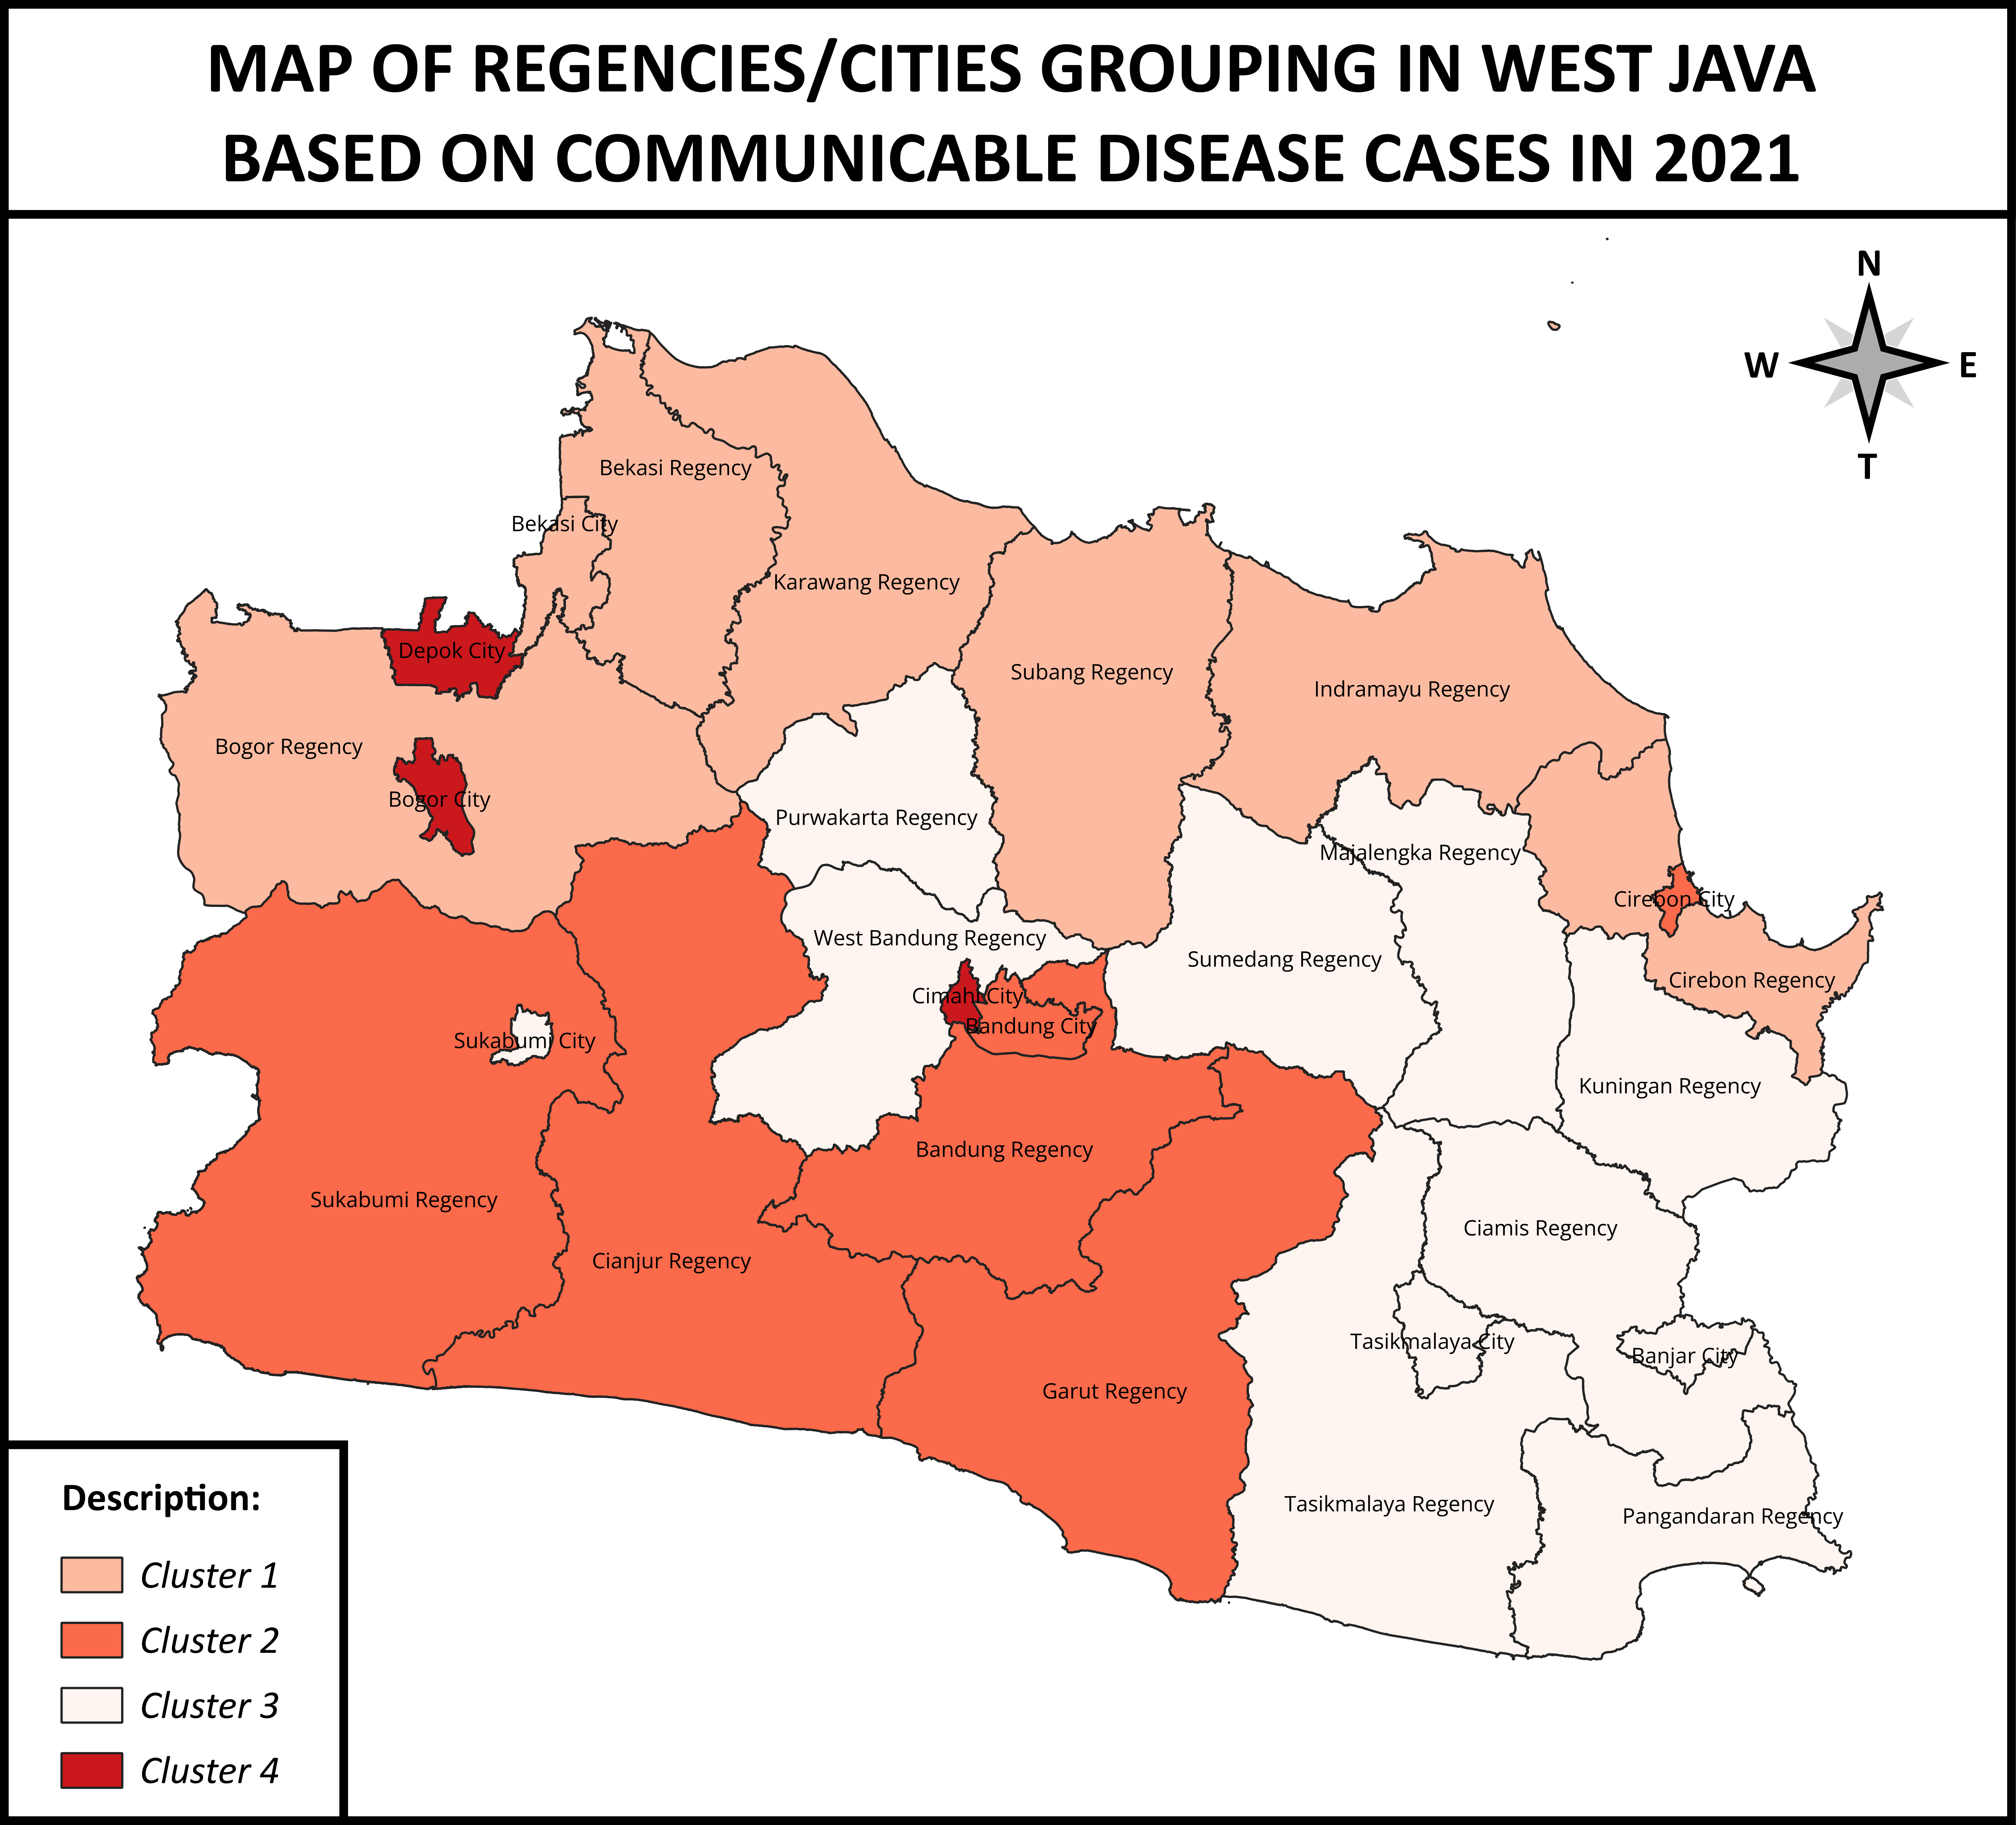 MAP OF REGENCIES/CITIES GROUPING IN WEST JAVA
BASED ON COMMUNICABLE DISEASE CASES IN 2021
N
W
E
T
Bekasi Regency
Bekasi City
Karawang Regency
Depok City
Subang Regency
Indramayu Regency
Bogor Regency
Bogor City
Purwakarta Regency
Majalengka Regency
Cirebon City
West Bandung Regency
Sumedang Regency
Cirebon Regency
Cimahi City
Bandung City
Sukabumi City
Kuningan Regency
Bandung Regency
Sukabumi Regency
Ciamis Regency
Cianjur Regency
Tasikmalaya City
Banjar City
Garut Regency
Tasikmalaya Regency
Pangandaran Regency
Description:
Cluster 1
Cluster 2
Cluster 3
Cluster 4